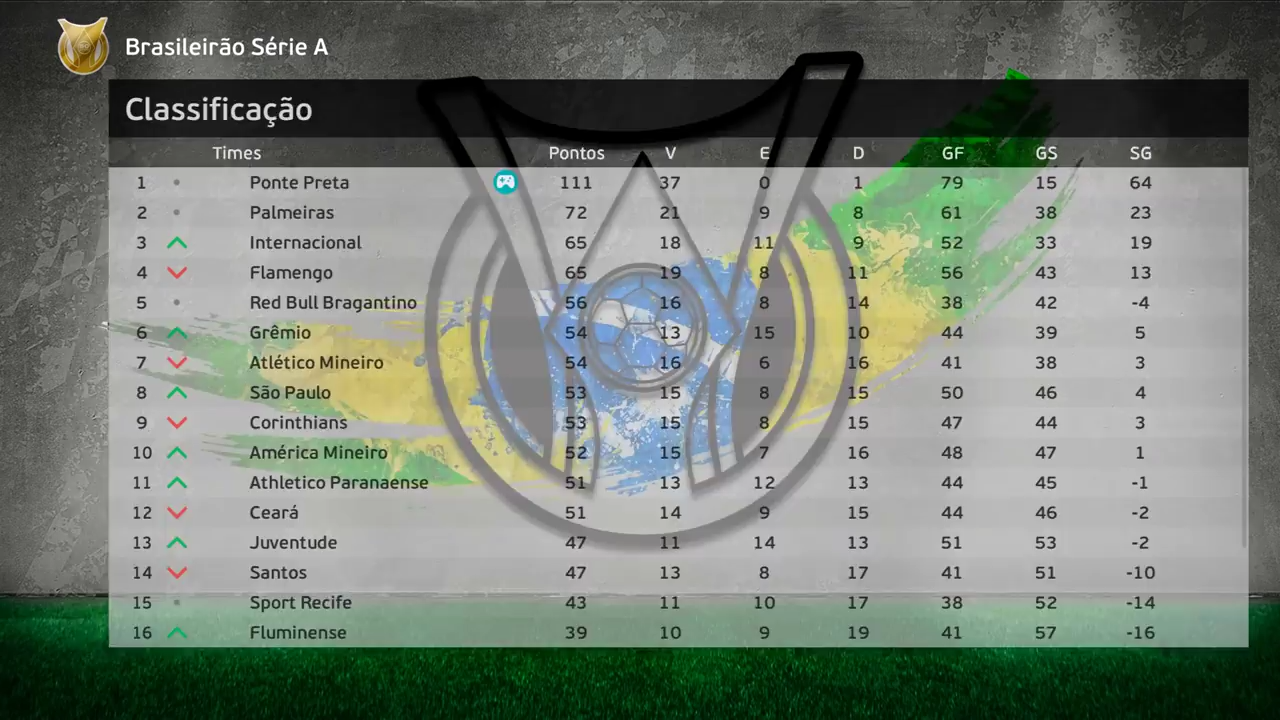 Brasileirão Série A
Classificação
Times Pontos V E D GF GS SG
1 Ponte Preta 111 37 0 1 79 15 64
2 Palmeiras 72 21 9 8 61 38 23
3 Internacional 65 18 11 9 52 33 19
4 Flamengo 65 19 8 11 56 43 13
5 Red Bull Bragantino 56 16 8 14 38 42 -4
6 Grêmio 54 13 15 10 44 39 5
7 Atlético Mineiro 54 16 6 16 41 38 3
8 São Paulo 53 15 8 15 50 46 4
9 Corinthians 53 15 8 15 47 44 3
10 América Mineiro 52 15 7 16 48 47 1
11 Athletico Paranaense 51 13 12 13 44 45 -1
12 Ceará 51 14 9 15 44 46 -2
13 Juventude 47 11 14 13 51 53 -2
14 Santos 47 13 8 17 41 51 -10
15 Sport Recife 43 11 10 17 38 52 -14
16 Fluminense 39 10 9 19 41 57 -16